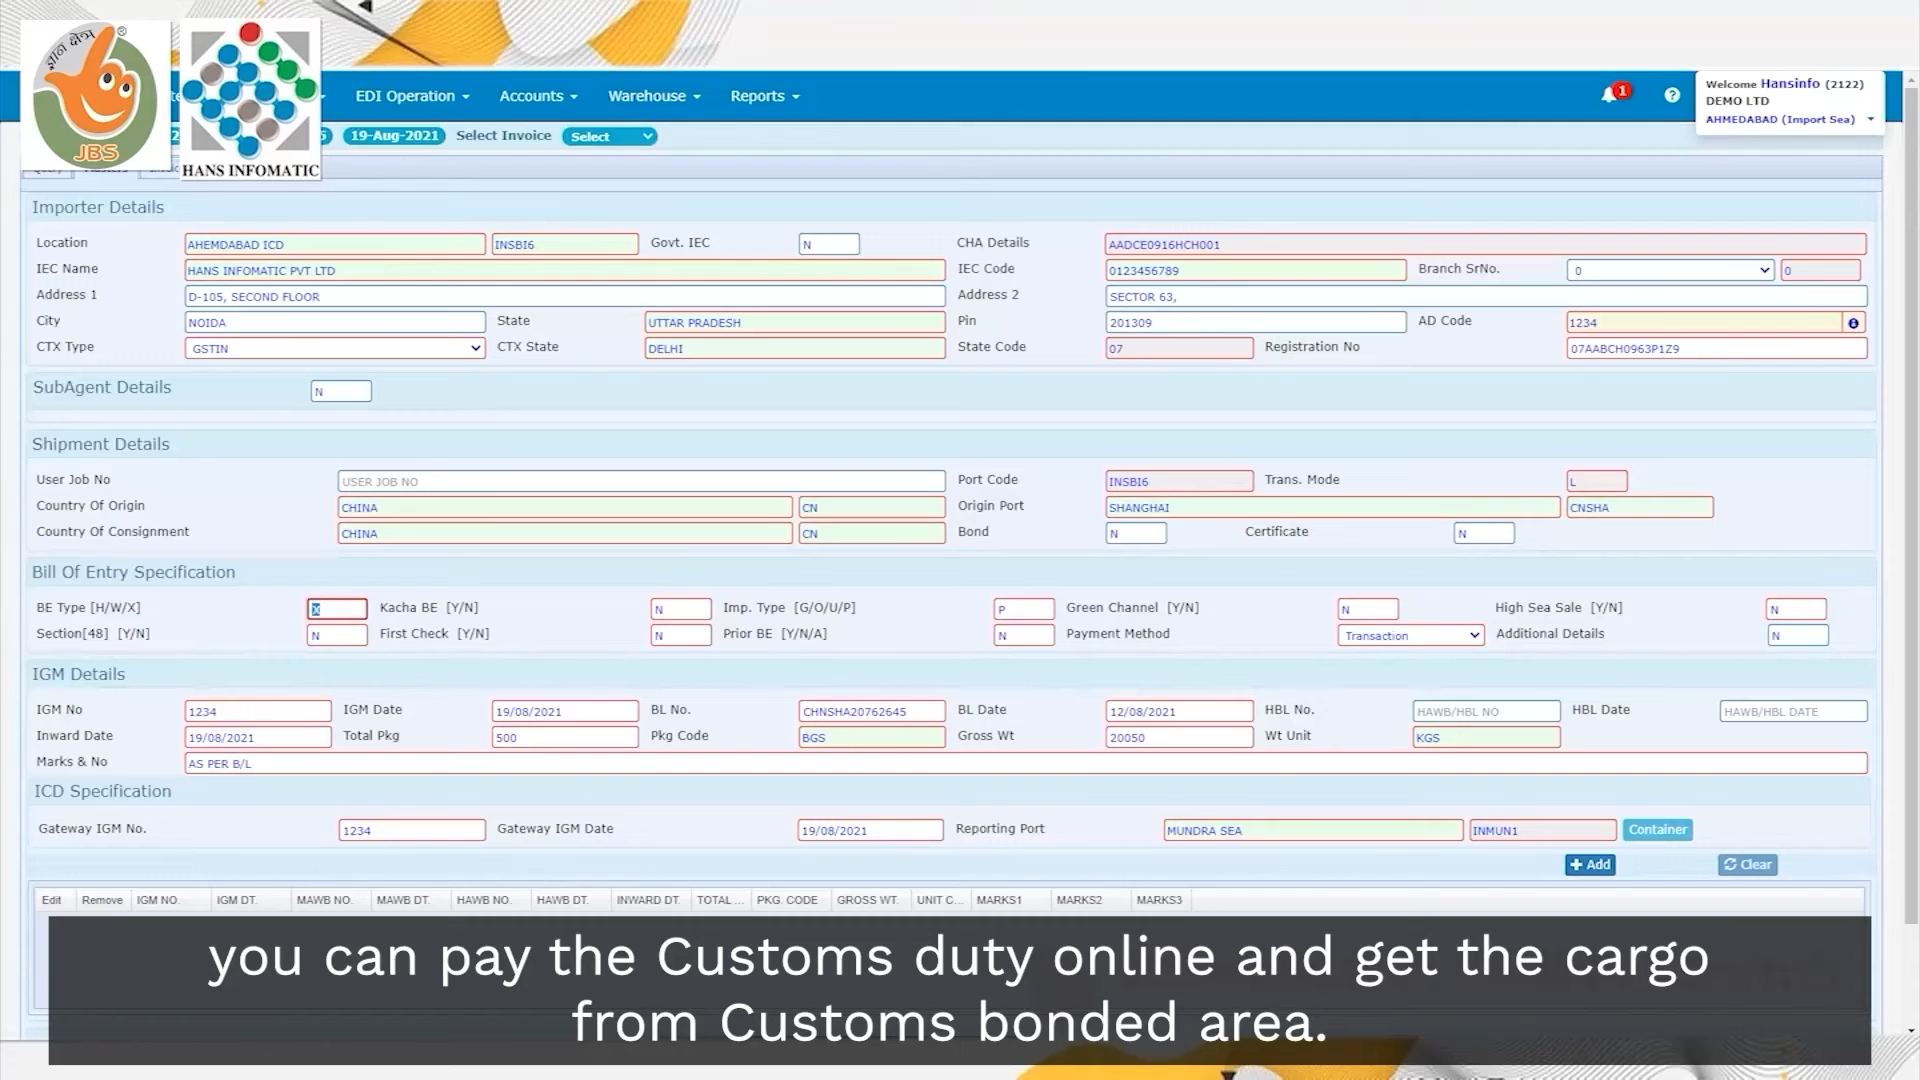 ज्ञान क्षेत्र
®
JBS
HANS INFOMATIC
EDI Operation Accounts Warehouse Reports
1
?
Welcome Hansinfo (2122)
DEMO LTD
AHMEDABAD (Import Sea)
19-Aug-2021 Select Invoice Select
Importer Details
Location AHEMDABAD ICD INSBI6 Govt. IEC N CHA Details AADCE0916HCH001
IEC Name HANS INFOMATIC PVT LTD IEC Code 0123456789 Branch SrNo. 0 0
Address 1 D-105, SECOND FLOOR Address 2 SECTOR 63,
City NOIDA State UTTAR PRADESH Pin 201309 AD Code 1234
CTX Type GSTIN CTX State DELHI State Code 07 Registration No 07AABCH0963P1Z9
SubAgent Details N
Shipment Details
User Job No USER JOB NO Port Code INSBI6 Trans. Mode L
Country Of Origin CHINA CN Origin Port SHANGHAI CNSHA
Country Of Consignment CHINA CN Bond N Certificate N
Bill Of Entry Specification
BE Type [H/W/X] X Kacha BE [Y/N] N Imp. Type [G/O/U/P] P Green Channel [Y/N] N High Sea Sale [Y/N] N
Section[48] [Y/N] N First Check [Y/N] N Prior BE [Y/N/A] N Payment Method Transaction Additional Details N
IGM Details
IGM No 1234 IGM Date 19/08/2021 BL No. CHNSHA20762645 BL Date 12/08/2021 HBL No. HAWB/HBL NO HBL Date HAWB/HBL DATE
Inward Date 19/08/2021 Total Pkg 500 Pkg Code BGS Gross Wt 20050 Wt Unit KGS
Marks & No AS PER B/L
ICD Specification
Gateway IGM No. 1234 Gateway IGM Date 19/08/2021 Reporting Port MUNDRA SEA INMUN1 Container
+ Add Clear
Edit Remove IGM NO. IGM DT. MAWB NO. MAWB DT. HAWB NO. HAWB DT. INWARD DT. TOTAL ... PKG. CODE GROSS WT. UNIT C... MARKS1 MARKS2 MARKS3
you can pay the Customs duty online and get the cargo
from Customs bonded area.